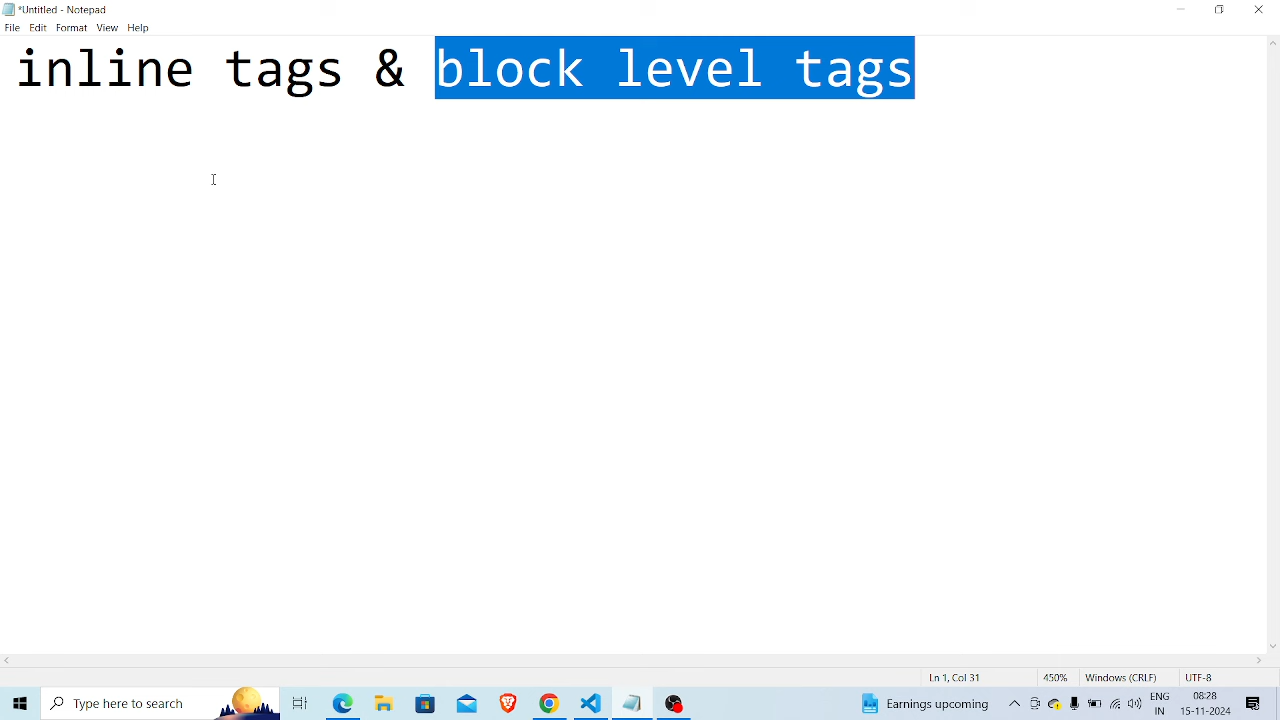 *Untitled - Notepad
File Edit Format View Help
inline tags & block level tags
Ln 1, Col 31 450% Windows (CRLF) UTF-8
Type here to search
Earnings upcoming
ENG
IN
08:28
15-11-2024